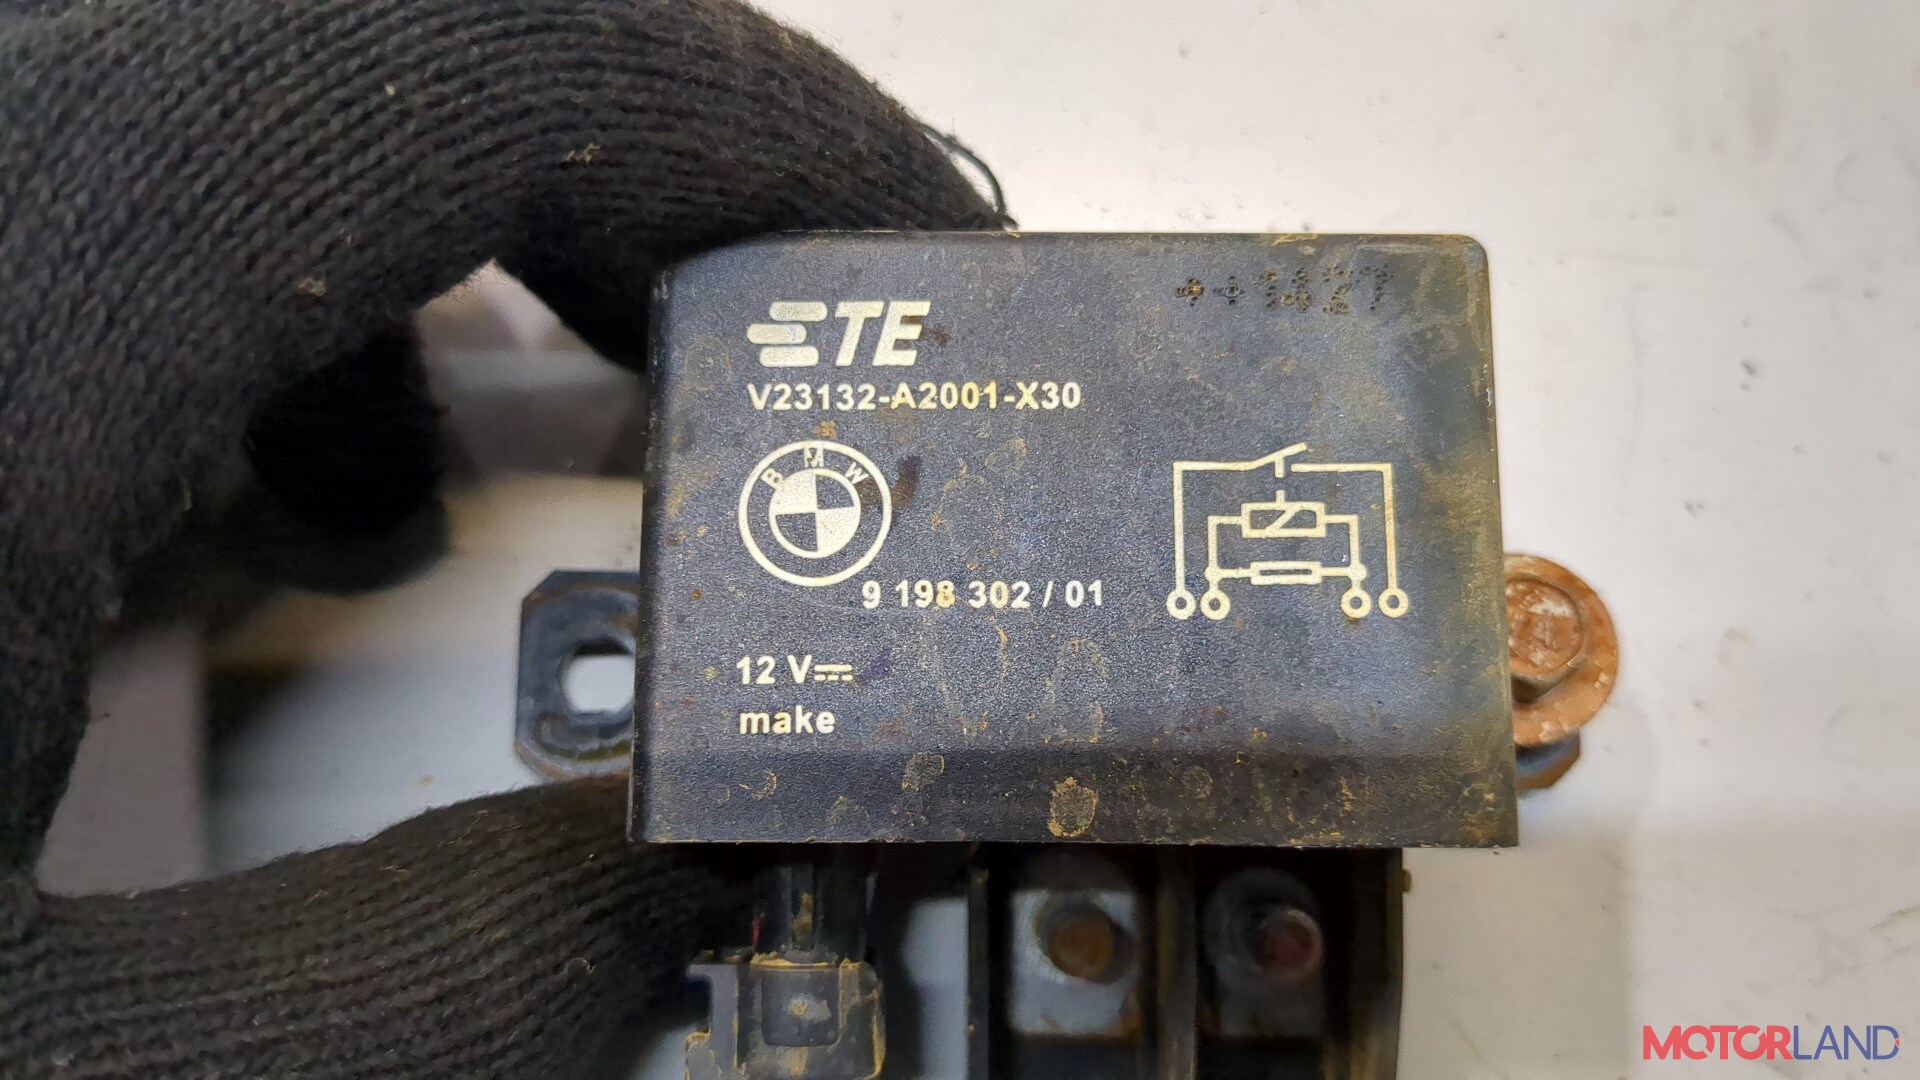 TE
V23132-A2001-X30
BMW
9 198 302 / 01
12 V
make
MOTORLAND